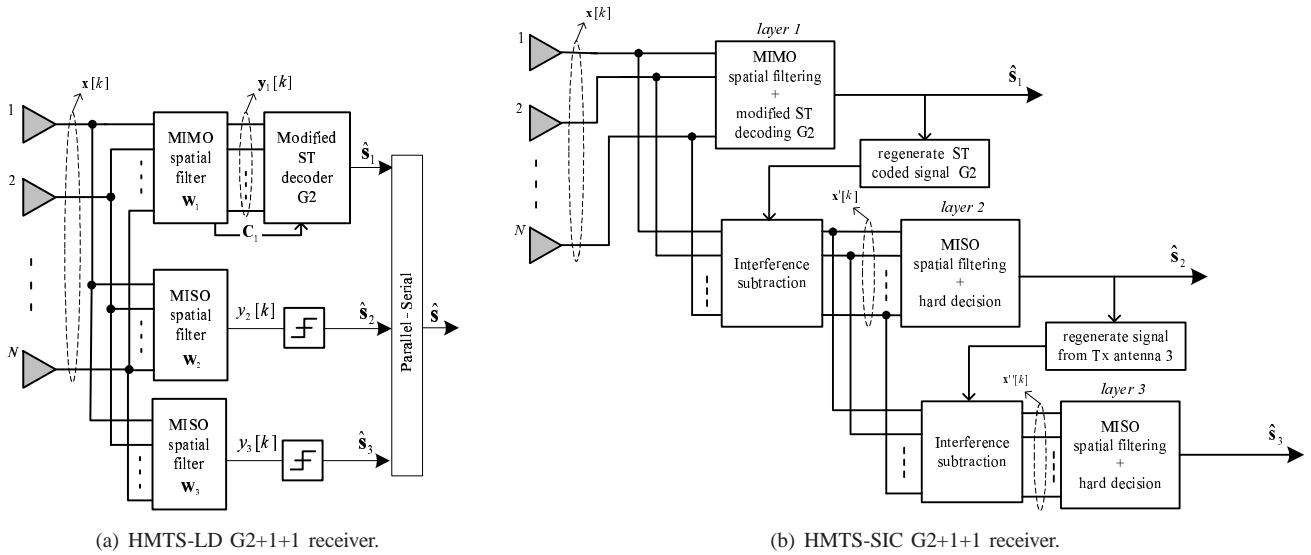 1
2
N
x[k]
MIMO
spatial
filter
W₁
y₁[k]
Modified
ST
decoder
G2
C₁
ŝ₁
MISO
spatial
filter
w₂
y₂[k]
ŝ₂
MISO
spatial
filter
w₃
y₃[k]
ŝ₃
Parallel - Serial
ŝ
(a) HMTS-LD G2+1+1 receiver.
1
2
N
x[k]
layer 1
MIMO
spatial filtering
+
modified ST
decoding G2
ŝ₁
regenerate ST
coded signal G2
Interference
subtraction
x'[k]
layer 2
MISO
spatial filtering
+
hard decision
ŝ₂
regenerate signal
from Tx antenna 3
Interference
subtraction
x''[k]
layer 3
MISO
spatial filtering
+
hard decision
ŝ₃
(b) HMTS-SIC G2+1+1 receiver.